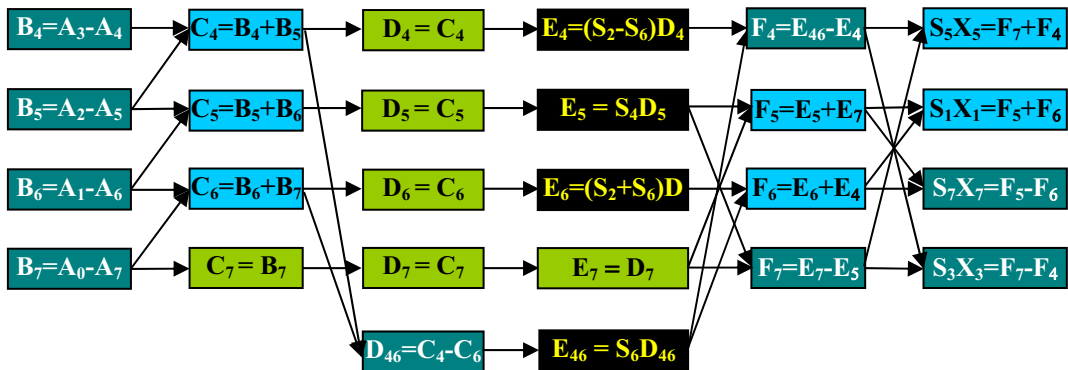 B₄=A₃-A₄ C₄=B₄+B₅ D₄ = C₄ E₄=(S₂-S₆)D₄ F₄=E₄₆-E₄ S₅X₅=F₇+F₄
B₅=A₂-A₅ C₅=B₅+B₆ D₅ = C₅ E₅ = S₄D₅ F₅=E₅+E₇ S₁X₁=F₅+F₆
B₆=A₁-A₆ C₆=B₆+B₇ D₆ = C₆ E₆=(S₂+S₆)D F₆=E₆+E₄ S₇X₇=F₅-F₆
B₇=A₀-A₇ C₇ = B₇ D₇ = C₇ E₇ = D₇ F₇=E₇-E₅ S₃X₃=F₇-F₄
D₄₆=C₄-C₆ E₄₆ = S₆D₄₆